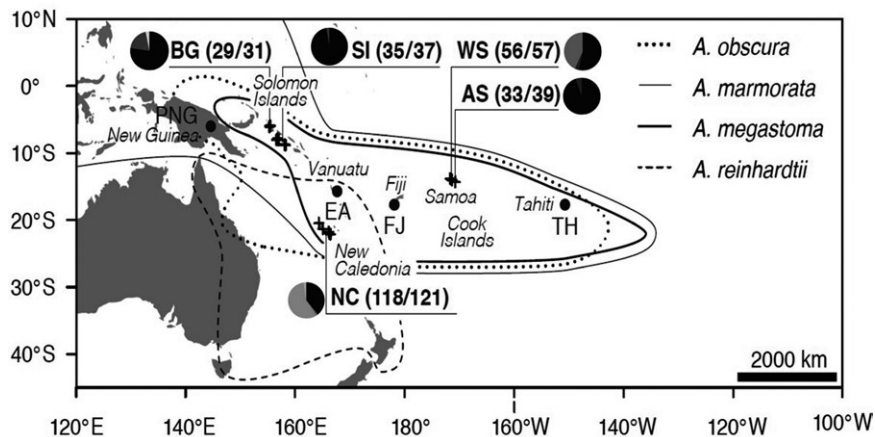 10°N
0°
10°S
20°S
30°S
40°S
BG (29/31)
SI (35/37)
WS (56/57)
AS (33/39)
A. obscura
A. marmorata
A. megastoma
A. reinhardtii
Solomon
Islands
PNG
New Guinea
Vanuatu
EA
Fiji
FJ
Samoa
Cook
Islands
Tahiti
TH
New
Caledonia
NC (118/121)
2000 km
120°E
140°E
160°E
180°
160°W
140°W
120°W
100°W